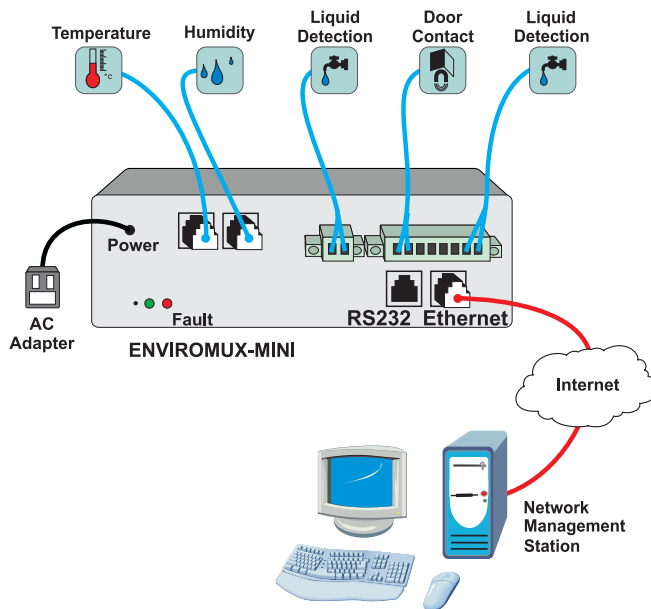 Temperature
Humidity
Liquid
Detection
Door
Contact
Liquid
Detection
°C
Power
AC
Adapter
Fault
RS232
Ethernet
ENVIROMUX-MINI
Internet
Network
Management
Station